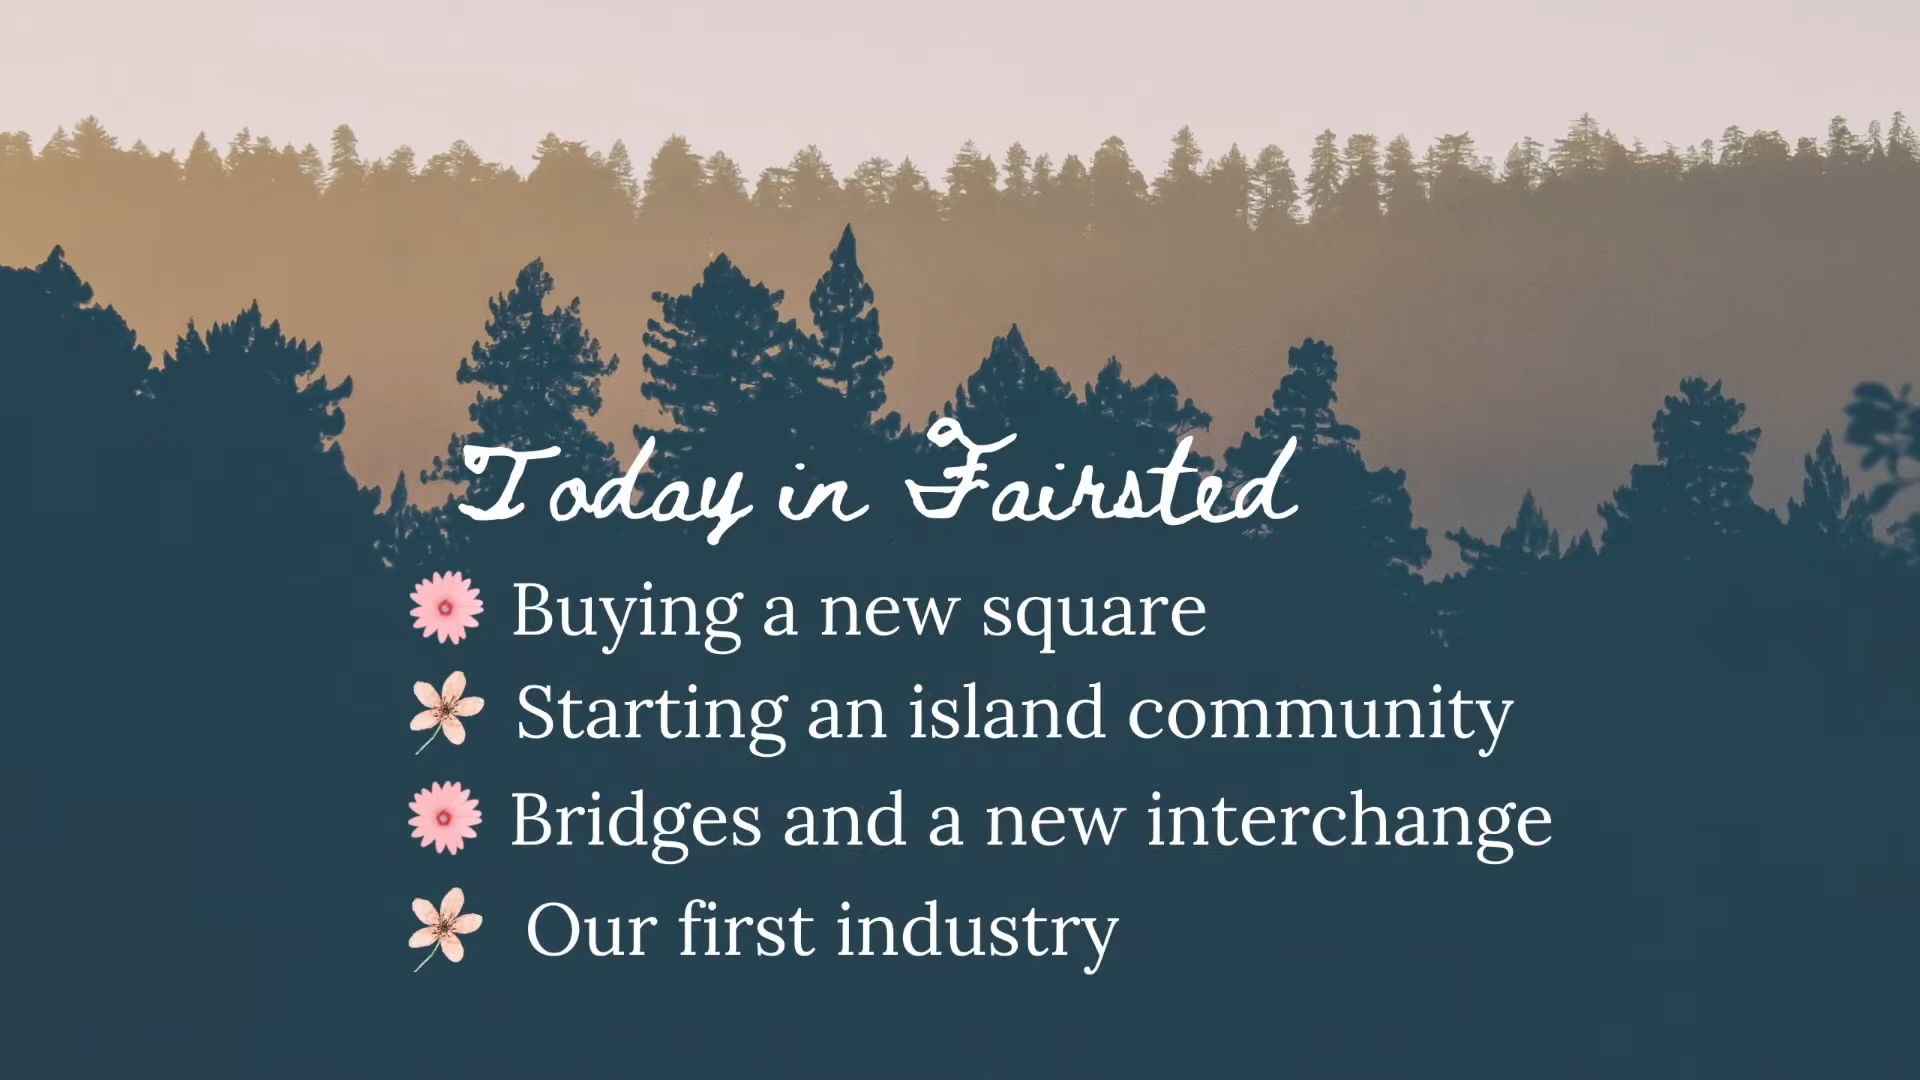 Today in Fairsted
Buying a new square
Starting an island community
Bridges and a new interchange
Our first industry